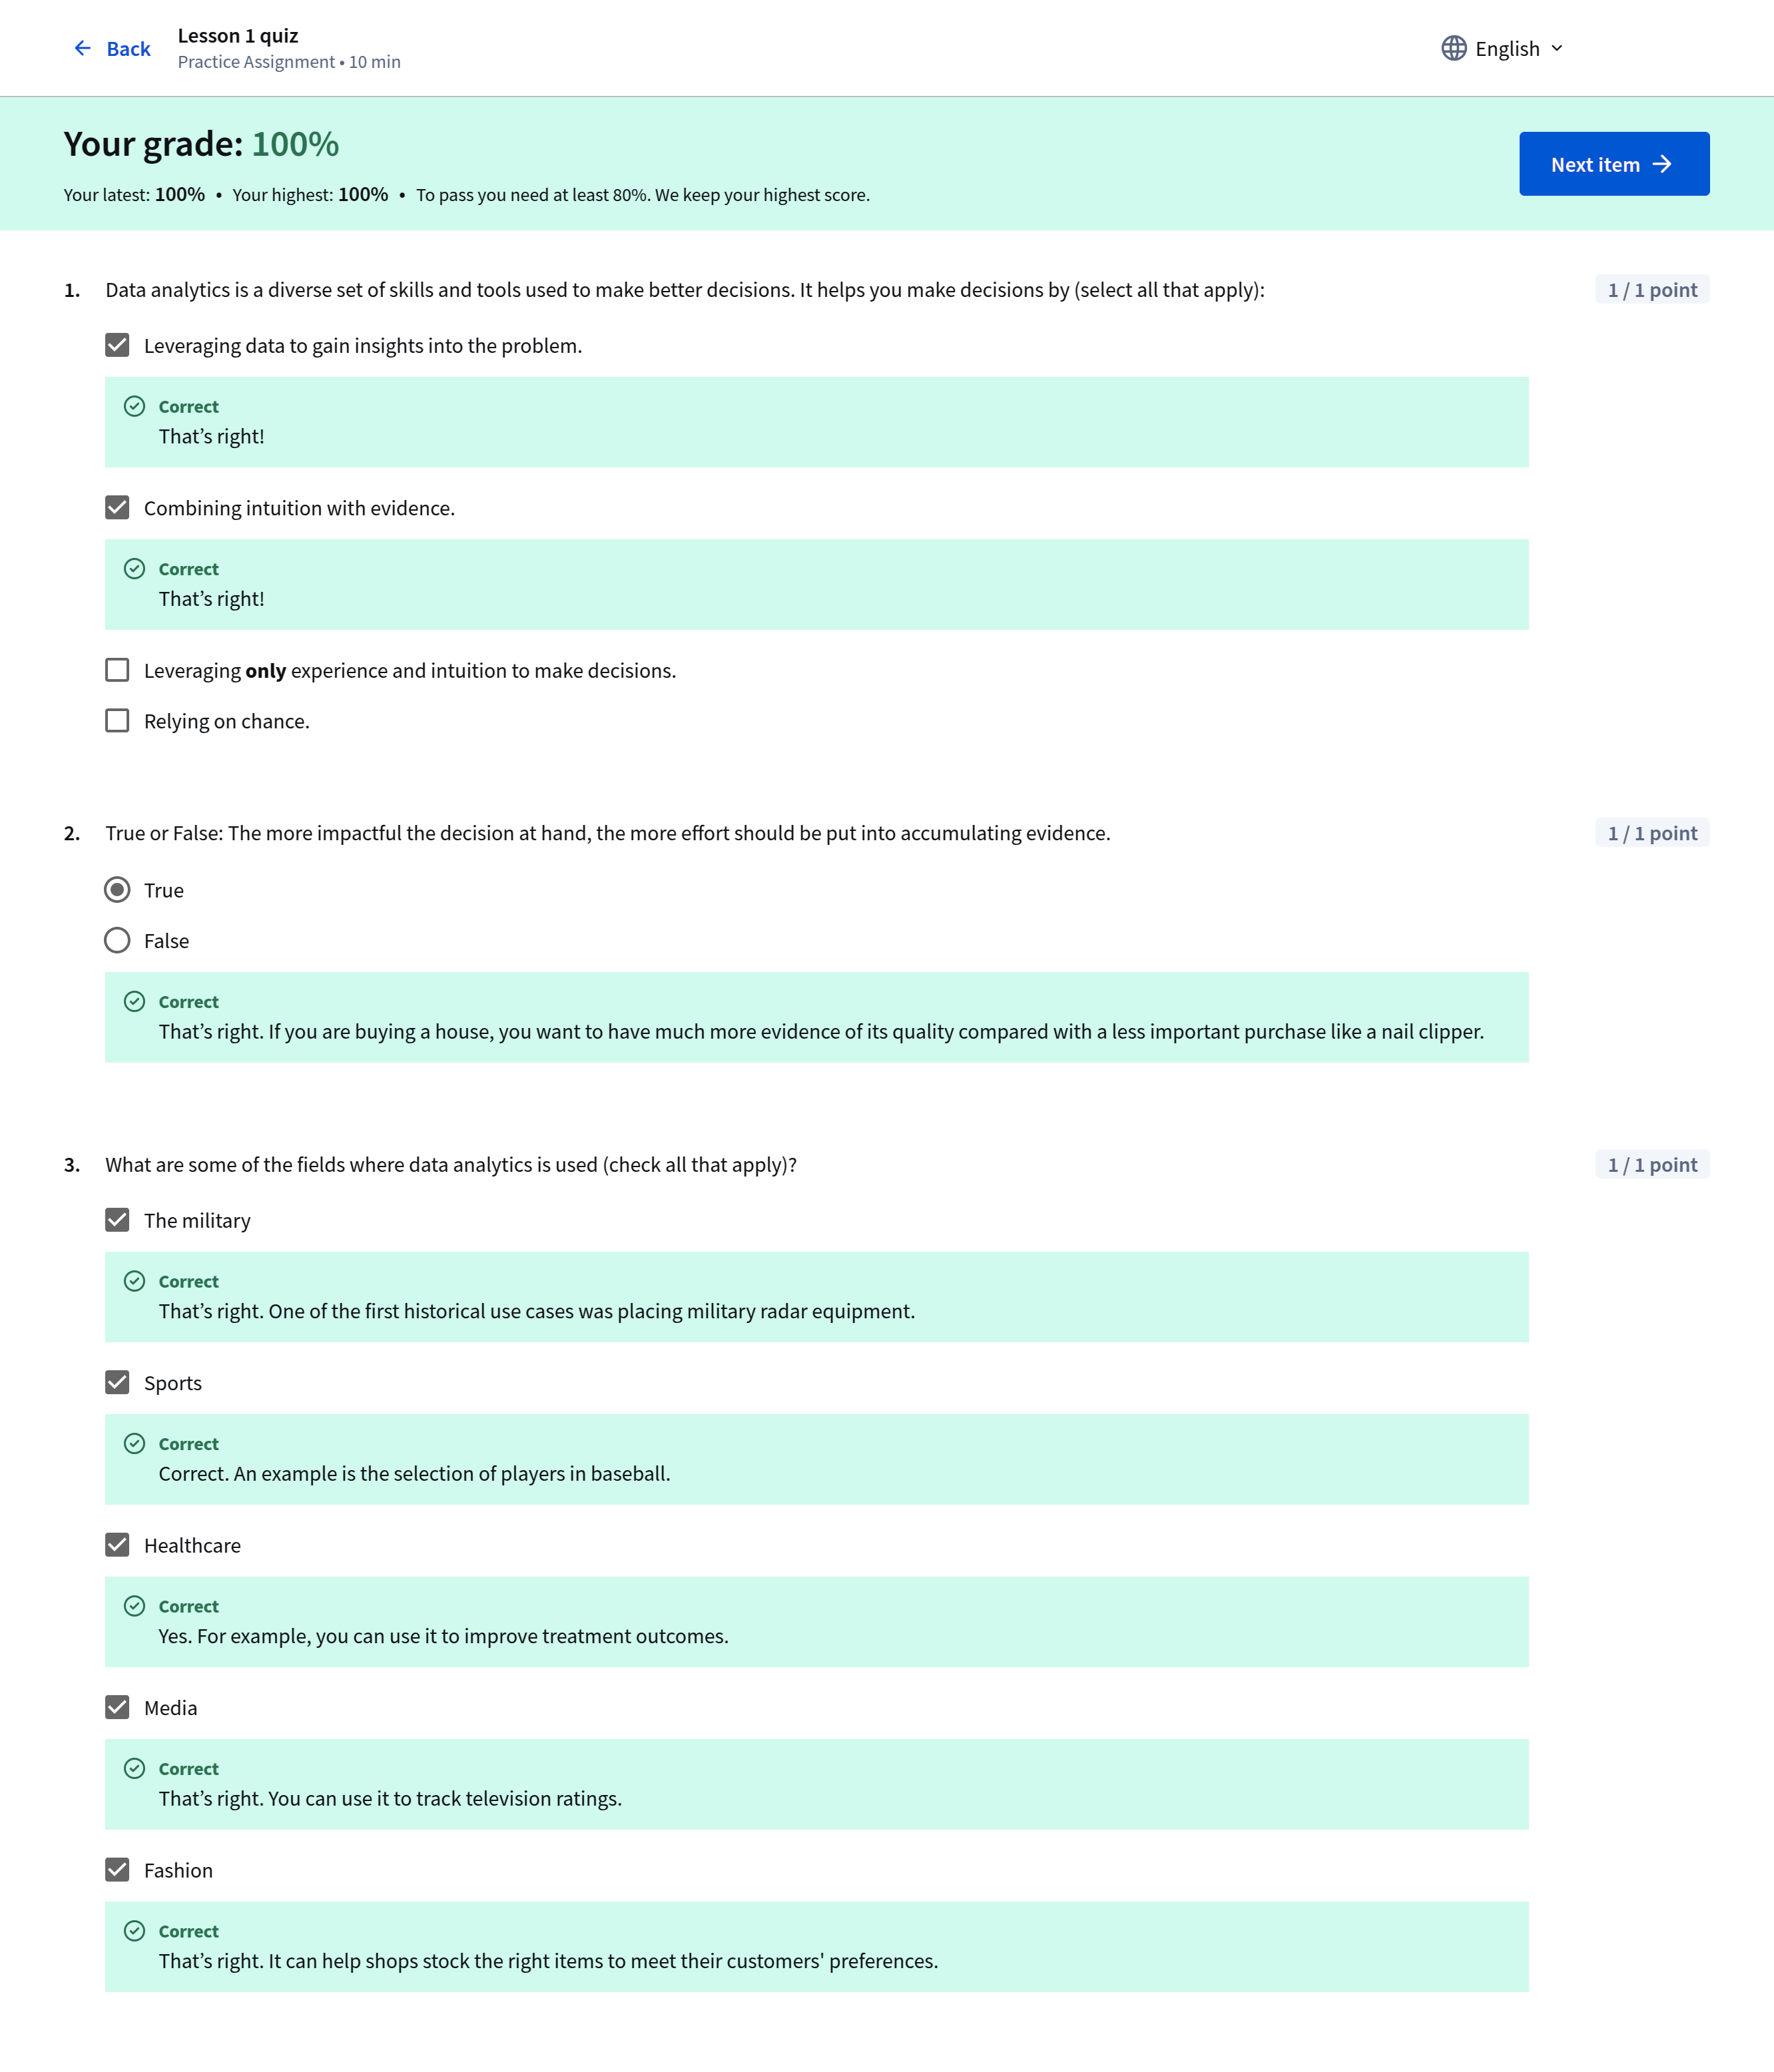 Back
Lesson 1 quiz
Practice Assignment • 10 min
English
Your grade: 100%
Your latest: 100% • Your highest: 100% • To pass you need at least 80%. We keep your highest score.
Next item
1. Data analytics is a diverse set of skills and tools used to make better decisions. It helps you make decisions by (select all that apply): 1 / 1 point
Leveraging data to gain insights into the problem.
Correct
That’s right!
Combining intuition with evidence.
Correct
That’s right!
Leveraging only experience and intuition to make decisions.
Relying on chance.
2. True or False: The more impactful the decision at hand, the more effort should be put into accumulating evidence. 1 / 1 point
True
False
Correct
That’s right. If you are buying a house, you want to have much more evidence of its quality compared with a less important purchase like a nail clipper.
3. What are some of the fields where data analytics is used (check all that apply)? 1 / 1 point
The military
Correct
That’s right. One of the first historical use cases was placing military radar equipment.
Sports
Correct
Correct. An example is the selection of players in baseball.
Healthcare
Correct
Yes. For example, you can use it to improve treatment outcomes.
Media
Correct
That’s right. You can use it to track television ratings.
Fashion
Correct
That’s right. It can help shops stock the right items to meet their customers' preferences.